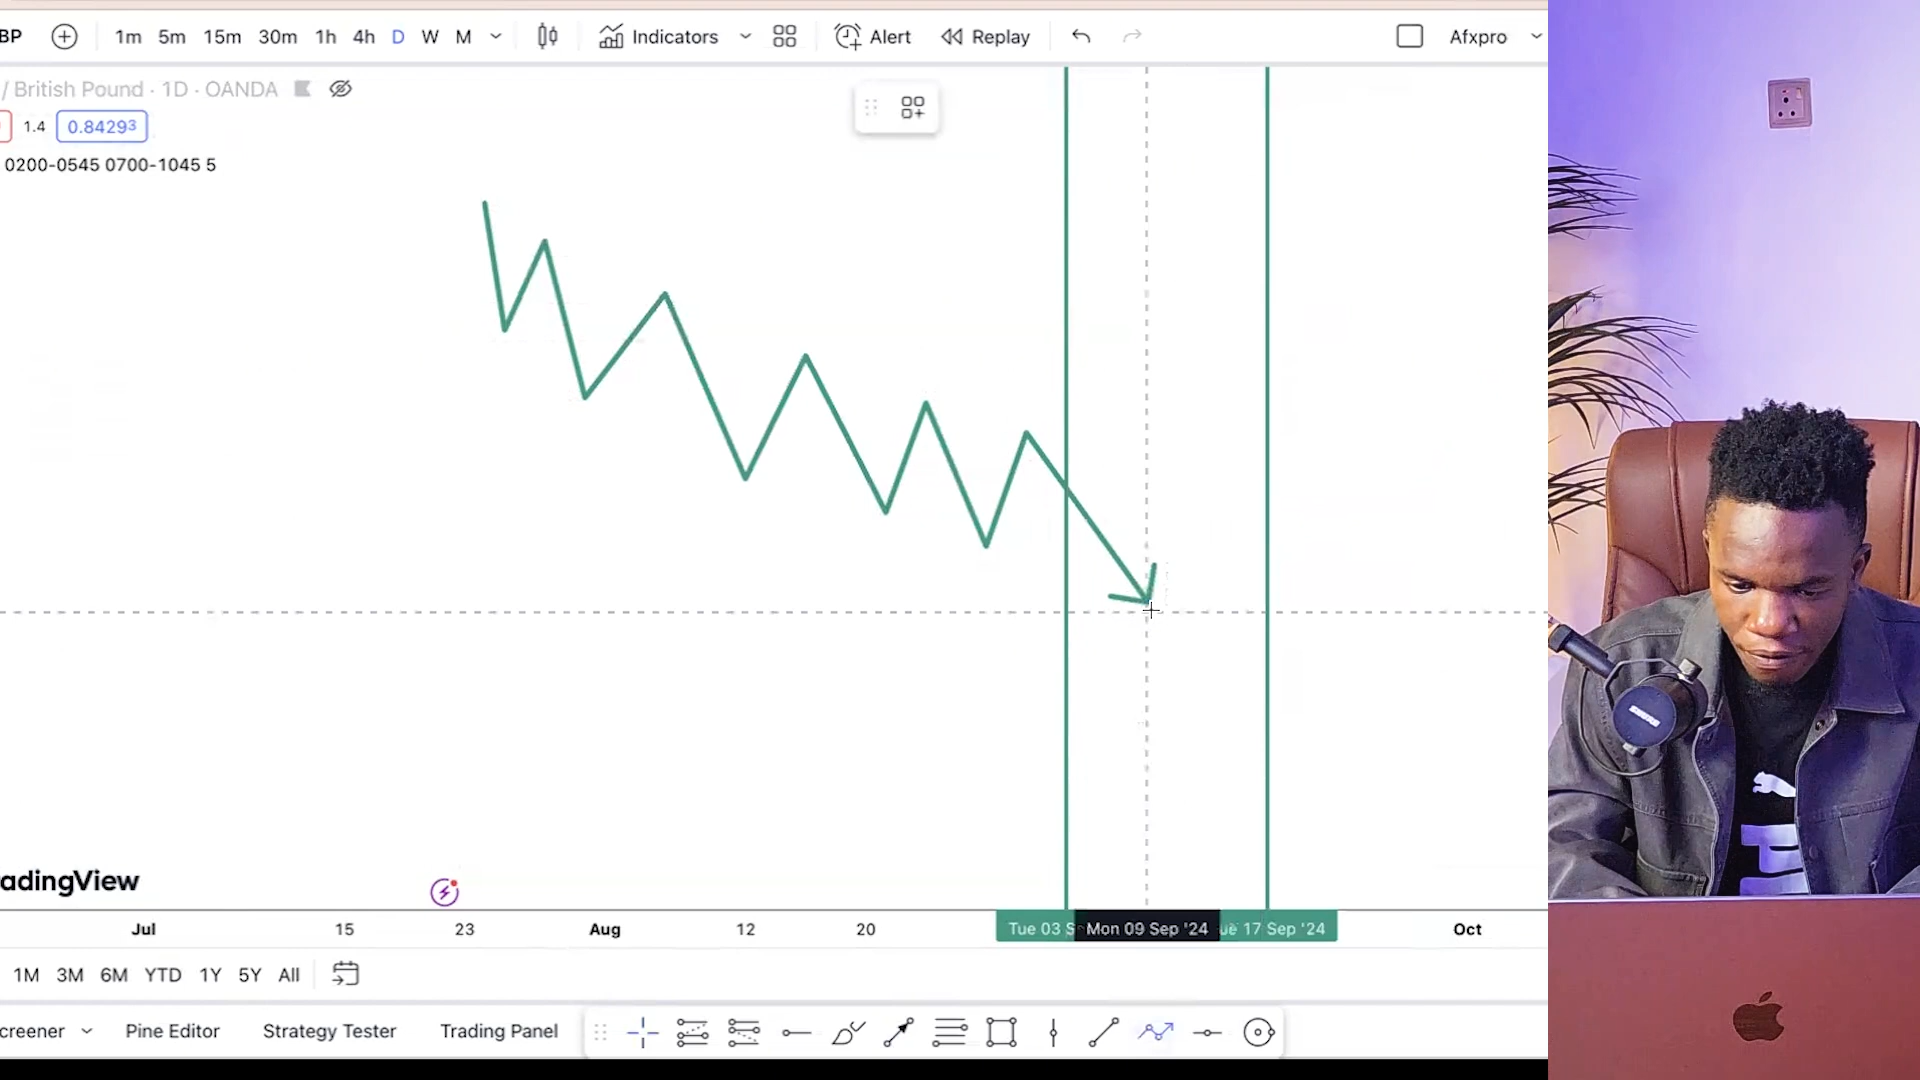 BP 1m 5m 15m 30m 1h 4h D W M Indicators Alert Replay Afxpro
/ British Pound · 1D · OANDA
1.4 0.84293
0200-0545 0700-1045 5
adingView
Jul 15 23 Aug 12 20 Tue 03 S Mon 09 Sep '24 ue 17 Sep '24 Oct
1M 3M 6M YTD 1Y 5Y All
creener Pine Editor Strategy Tester Trading Panel
SHURE